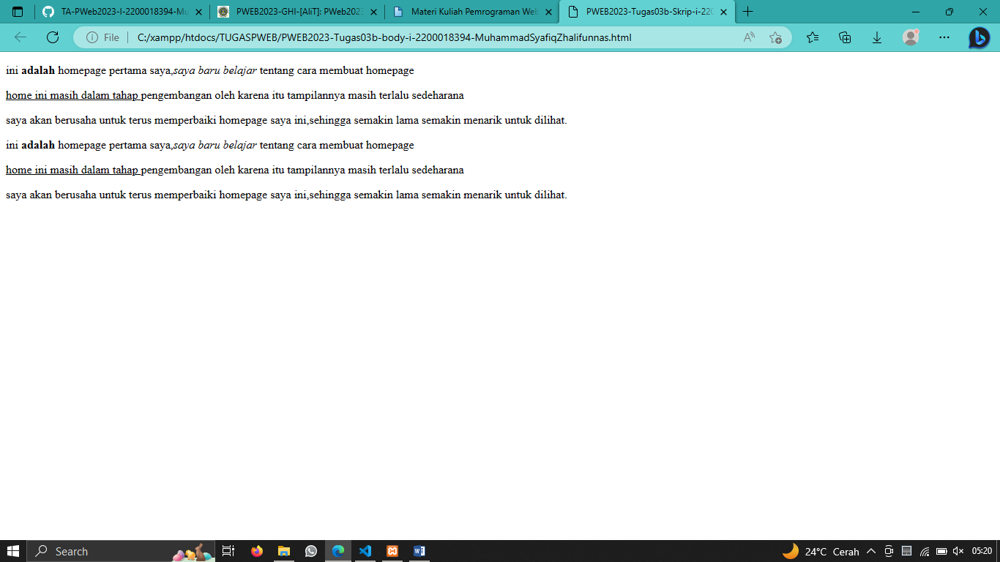 TA-PWeb2023-I-2200018394-Mu
PWEB2023-GHI-[AliT]: PWeb2023
Materi Kuliah Pemrograman Web
PWEB2023-Tugas03b-Skrip-i-220
File
C:/xampp/htdocs/TUGASPWEB/PWEB2023-Tugas03b-body-i-2200018394-MuhammadSyafiqZhalifunnas.html
ini adalah homepage pertama saya,saya baru belajar tentang cara membuat homepage
home ini masih dalam tahap pengembangan oleh karena itu tampilannya masih terlalu sedeharana
saya akan berusaha untuk terus memperbaiki homepage saya ini,sehingga semakin lama semakin menarik untuk dilihat.
ini adalah homepage pertama saya,saya baru belajar tentang cara membuat homepage
home ini masih dalam tahap pengembangan oleh karena itu tampilannya masih terlalu sedeharana
saya akan berusaha untuk terus memperbaiki homepage saya ini,sehingga semakin lama semakin menarik untuk dilihat.
Search
24°C Cerah
05:20